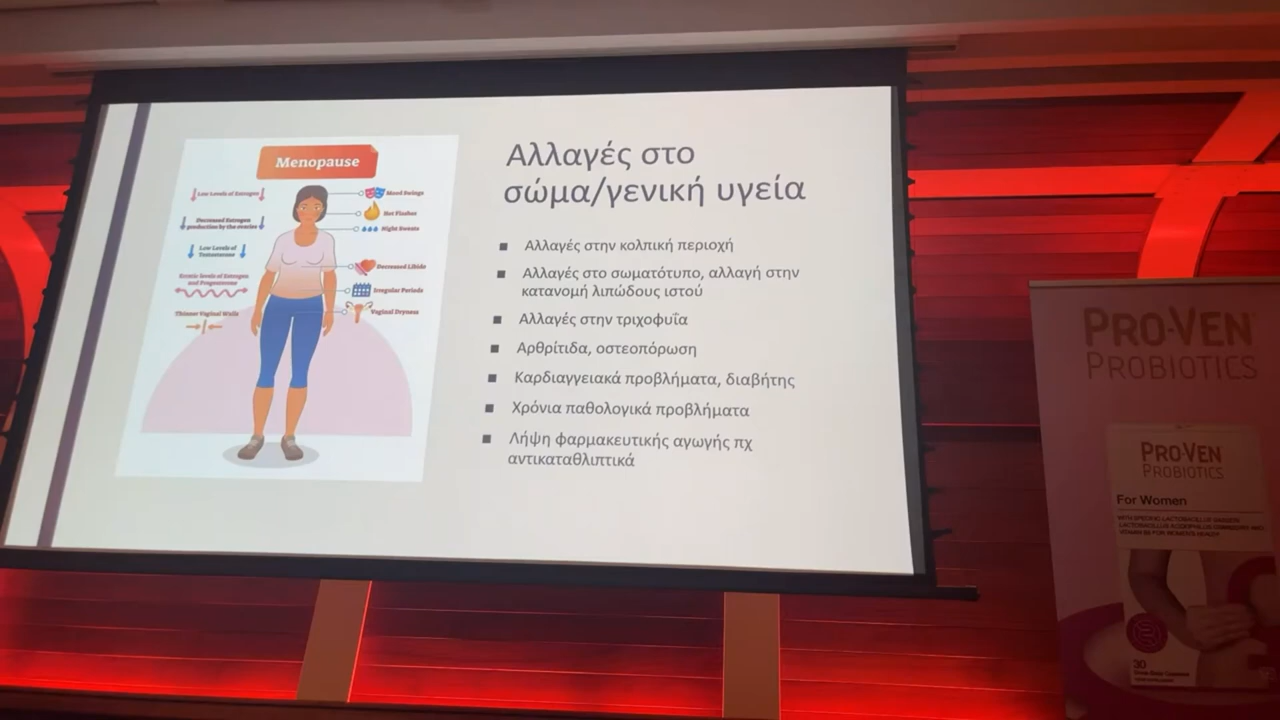 Menopause
Low Levels of Estrogen
Decreased Estrogen
production by the ovaries
Low Levels of
Testosterone
Erratic levels of Estrogen
and Progesterone
Thinner Vaginal Walls
Mood Swings
Hot Flashes
Night Sweats
Decreased Libido
Irregular Periods
Vaginal Dryness
Αλλαγές στο
σώμα/γενική υγεία
Αλλαγές στην κολπική περιοχή
Αλλαγές στο σωματότυπο, αλλαγή στην
κατανομή λιπώδους ιστού
Αλλαγές στην τριχοφυΐα
Αρθρίτιδα, οστεοπόρωση
Καρδιαγγειακά προβλήματα, διαβήτης
Χρόνια παθολογικά προβλήματα
Λήψη φαρμακευτικής αγωγής πχ
αντικαταθλιπτικά
PRO-VEN
PROBIOTICS
PRO-VEN
PROBIOTICS
For Women
30